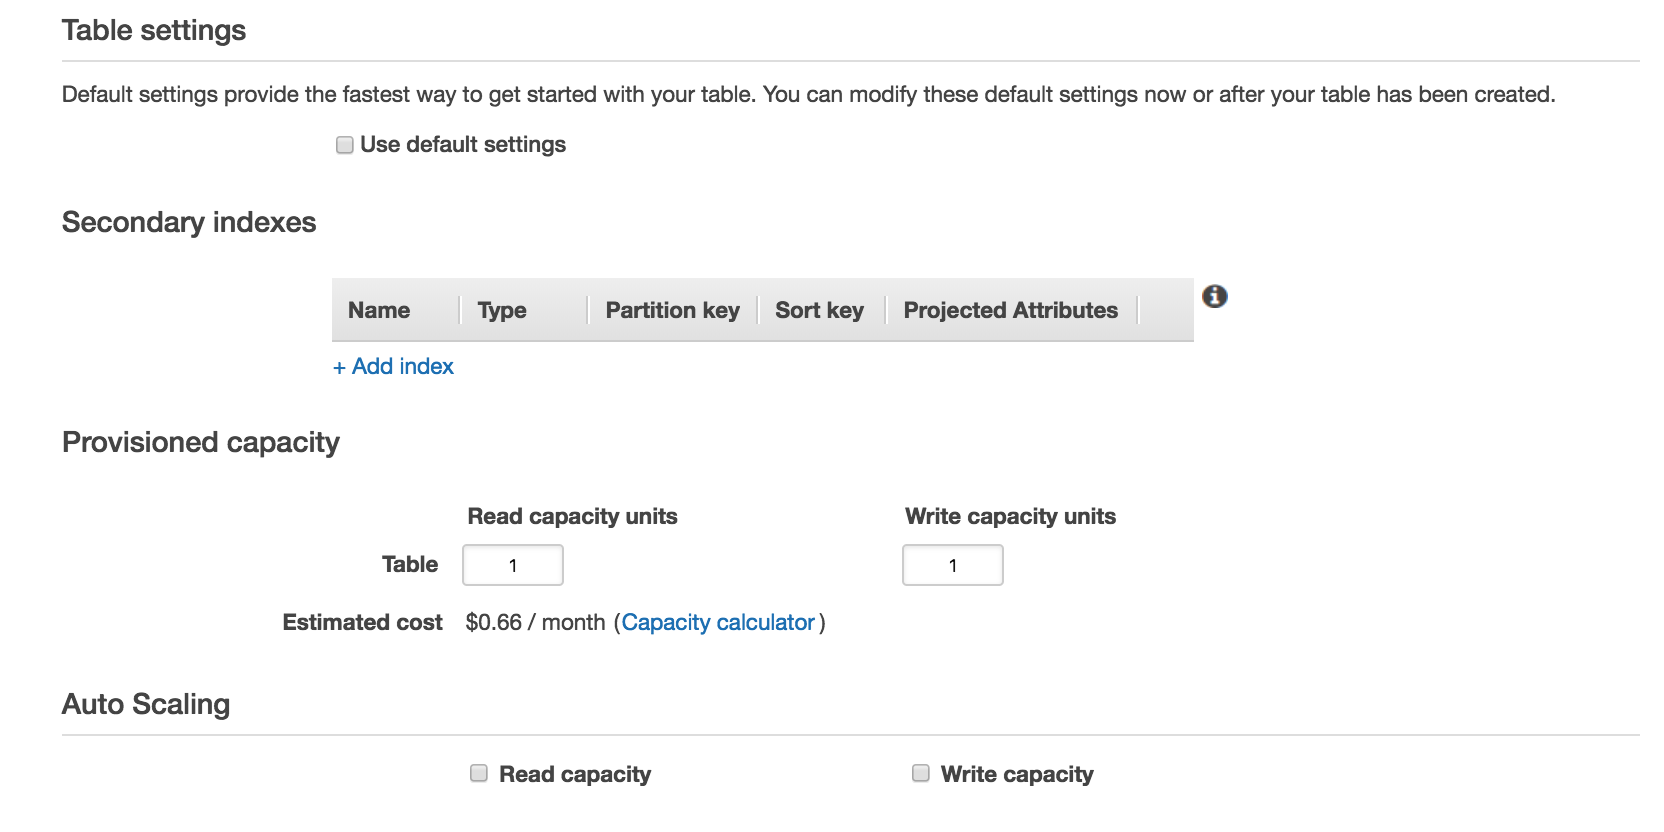 Table settings
Default settings provide the fastest way to get started with your table. You can modify these default settings now or after your table has been created.
Use default settings
Secondary indexes
Name Type Partition key Sort key Projected Attributes
+ Add index
Provisioned capacity
Read capacity units Write capacity units
Table 1 1
Estimated cost $0.66 / month (Capacity calculator)
Auto Scaling
Read capacity Write capacity